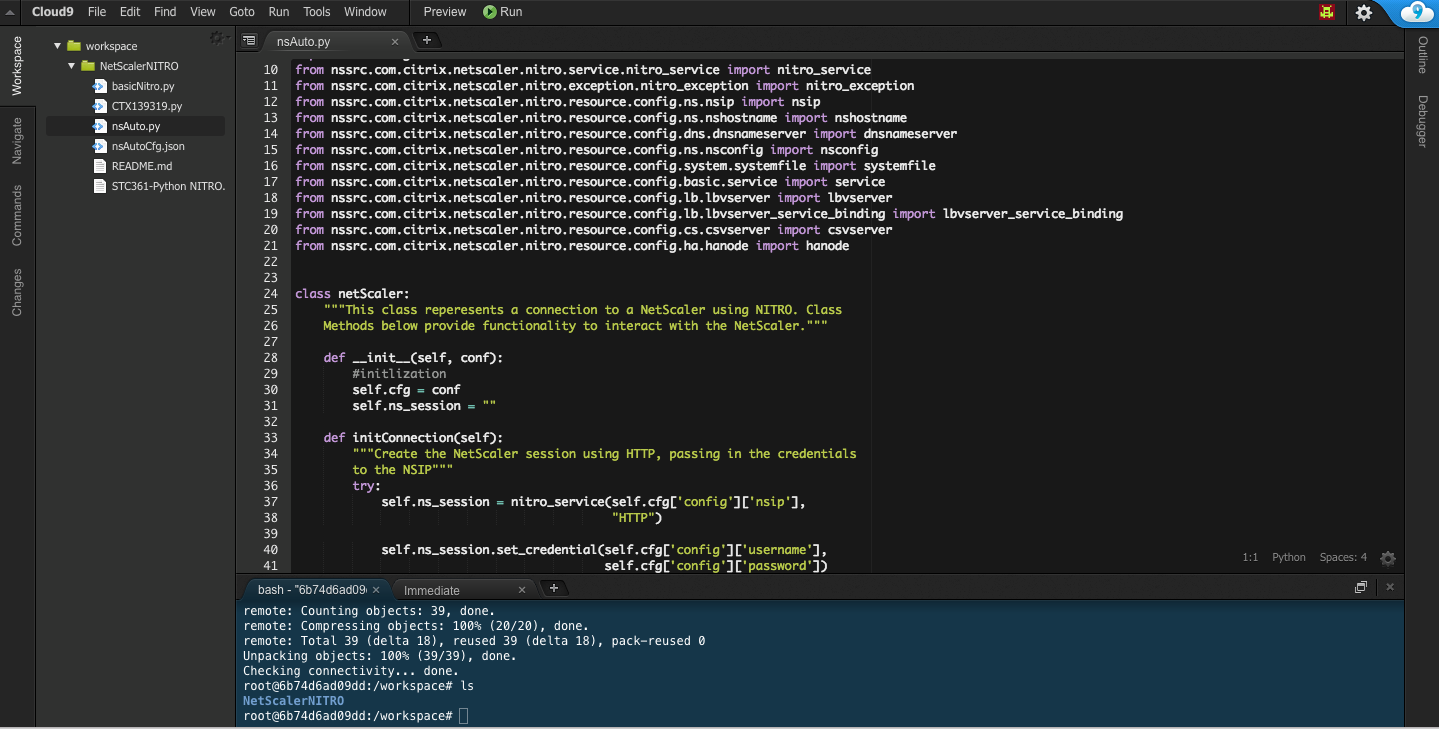 Cloud9 File Edit Find View Goto Run Tools Window Preview Run
Workspace
Navigate
Commands
Changes
workspace
NetScalerNITRO
basicNitro.py
CTX139319.py
nsAuto.py
nsAutoCfg.json
README.md
STC361-Python NITRO.
nsAuto.py
10 from nssrc.com.citrix.netscaler.nitro.service.nitro_service import nitro_service
11 from nssrc.com.citrix.netscaler.nitro.exception.nitro_exception import nitro_exception
12 from nssrc.com.citrix.netscaler.nitro.resource.config.ns.nsip import nsip
13 from nssrc.com.citrix.netscaler.nitro.resource.config.ns.nshostname import nshostname
14 from nssrc.com.citrix.netscaler.nitro.resource.config.dns.dnsnameserver import dnsnameserver
15 from nssrc.com.citrix.netscaler.nitro.resource.config.ns.nsconfig import nsconfig
16 from nssrc.com.citrix.netscaler.nitro.resource.config.system.systemfile import systemfile
17 from nssrc.com.citrix.netscaler.nitro.resource.config.basic.service import service
18 from nssrc.com.citrix.netscaler.nitro.resource.config.lb.lbvserver import lbvserver
19 from nssrc.com.citrix.netscaler.nitro.resource.config.lb.lbvserver_service_binding import lbvserver_service_binding
20 from nssrc.com.citrix.netscaler.nitro.resource.config.cs.csvserver import csvserver
21 from nssrc.com.citrix.netscaler.nitro.resource.config.ha.hanode import hanode
22
23
24 class netScaler:
25 """This class reperesents a connection to a NetScaler using NITRO. Class
26 Methods below provide functionality to interact with the NetScaler."""
27
28 def __init__(self, conf):
29 #initlization
30 self.cfg = conf
31 self.ns_session = ""
32
33 def initConnection(self):
34 """Create the NetScaler session using HTTP, passing in the credentials
35 to the NSIP"""
36 try:
37 self.ns_session = nitro_service(self.cfg['config']['nsip'],
38 "HTTP")
39
40 self.ns_session.set_credential(self.cfg['config']['username'],
41 self.cfg['config']['password'])
1:1 Python Spaces: 4
Outline
Debugger
bash - "6b74d6ad09 Immediate
remote: Counting objects: 39, done.
remote: Compressing objects: 100% (20/20), done.
remote: Total 39 (delta 18), reused 39 (delta 18), pack-reused 0
Unpacking objects: 100% (39/39), done.
Checking connectivity... done.
root@6b74d6ad09dd:/workspace# ls
NetScalerNITRO
root@6b74d6ad09dd:/workspace#